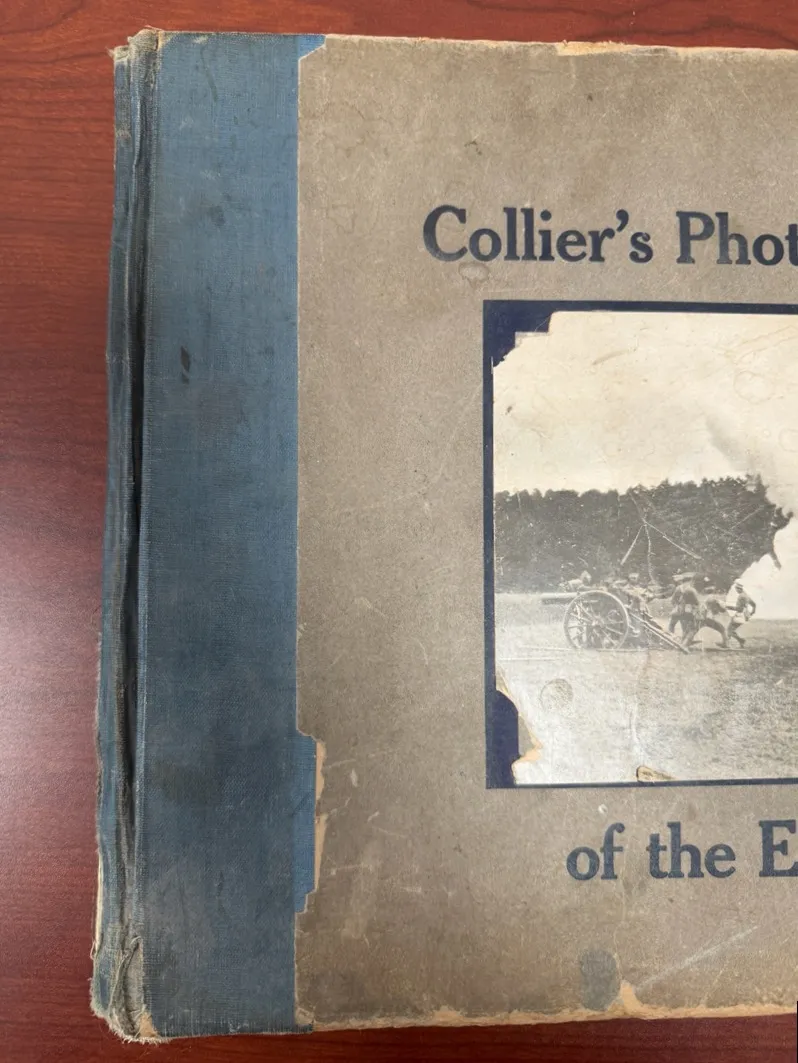 Collier's Phot
of the E